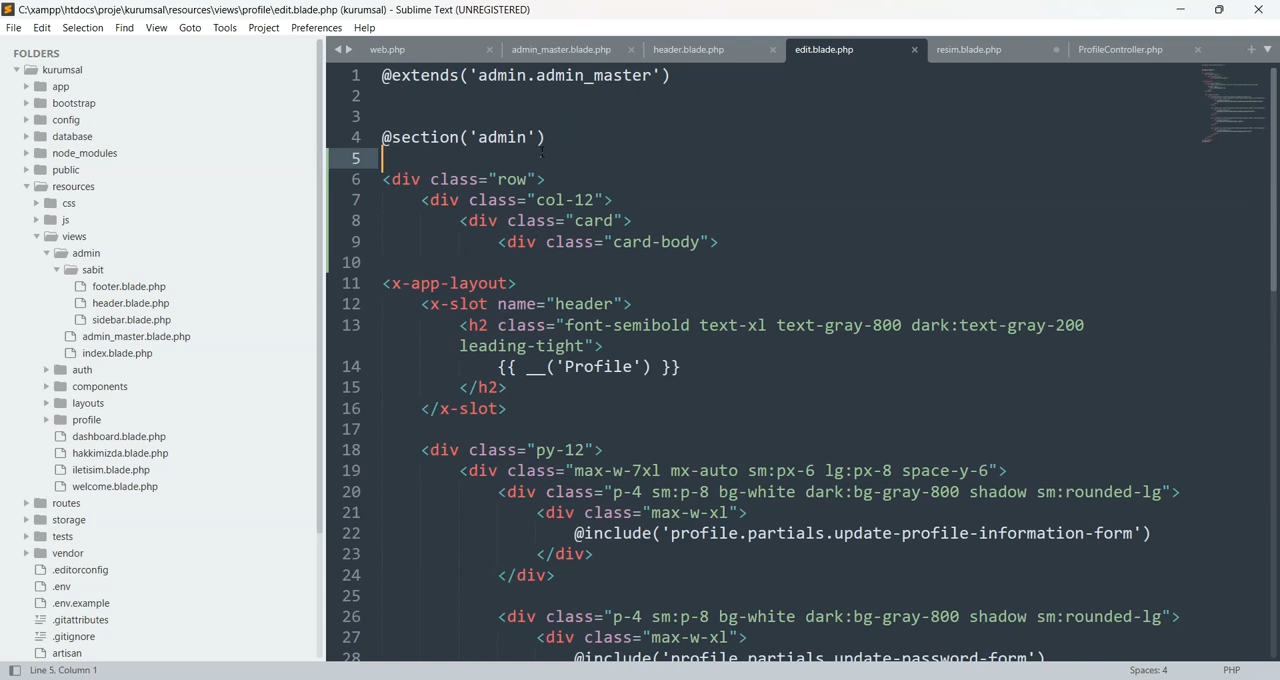 C:\xampp\htdocs\proje\kurumsal\resources\views\profile\edit.blade.php (kurumsal) - Sublime Text (UNREGISTERED)
File Edit Selection Find View Goto Tools Project Preferences Help
FOLDERS
kurumsal
app
bootstrap
config
database
node_modules
public
resources
css
js
views
admin
sabit
footer.blade.php
header.blade.php
sidebar.blade.php
admin_master.blade.php
index.blade.php
auth
components
layouts
profile
dashboard.blade.php
hakkimizda.blade.php
iletisim.blade.php
welcome.blade.php
routes
storage
tests
vendor
.editorconfig
.env
.env.example
.gitattributes
.gitignore
artisan
web.php admin_master.blade.php header.blade.php edit.blade.php resim.blade.php ProfileController.php
1 @extends('admin.admin_master')
2
3
4 @section('admin')
5
6 <div class="row">
7 <div class="col-12">
8 <div class="card">
9 <div class="card-body">
10
11 <x-app-layout>
12 <x-slot name="header">
13 <h2 class="font-semibold text-xl text-gray-800 dark:text-gray-200
leading-tight">
14 {{ __('Profile') }}
15 </h2>
16 </x-slot>
17
18 <div class="py-12">
19 <div class="max-w-7xl mx-auto sm:px-6 lg:px-8 space-y-6">
20 <div class="p-4 sm:p-8 bg-white dark:bg-gray-800 shadow sm:rounded-lg">
21 <div class="max-w-xl">
22 @include('profile.partials.update-profile-information-form')
23 </div>
24 </div>
25
26 <div class="p-4 sm:p-8 bg-white dark:bg-gray-800 shadow sm:rounded-lg">
27 <div class="max-w-xl">
28 @include('profile.partials.update-password-form')
Line 5, Column 1 Spaces: 4 PHP